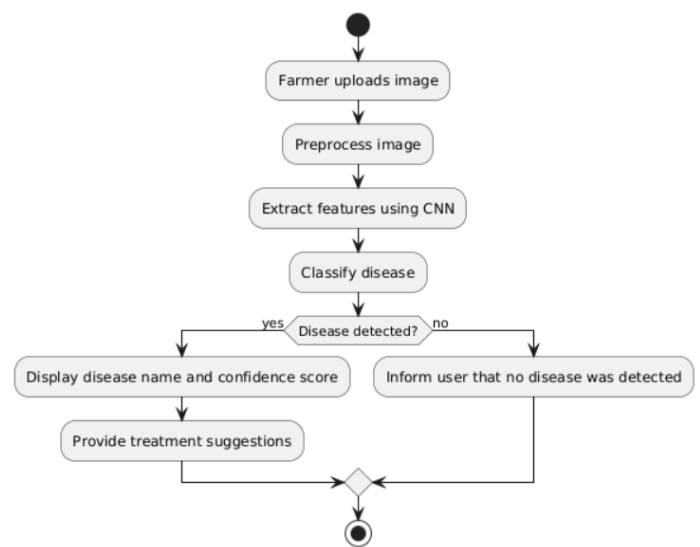 Farmer uploads image
Preprocess image
Extract features using CNN
Classify disease
yes
Disease detected?
no
Display disease name and confidence score
Inform user that no disease was detected
Provide treatment suggestions